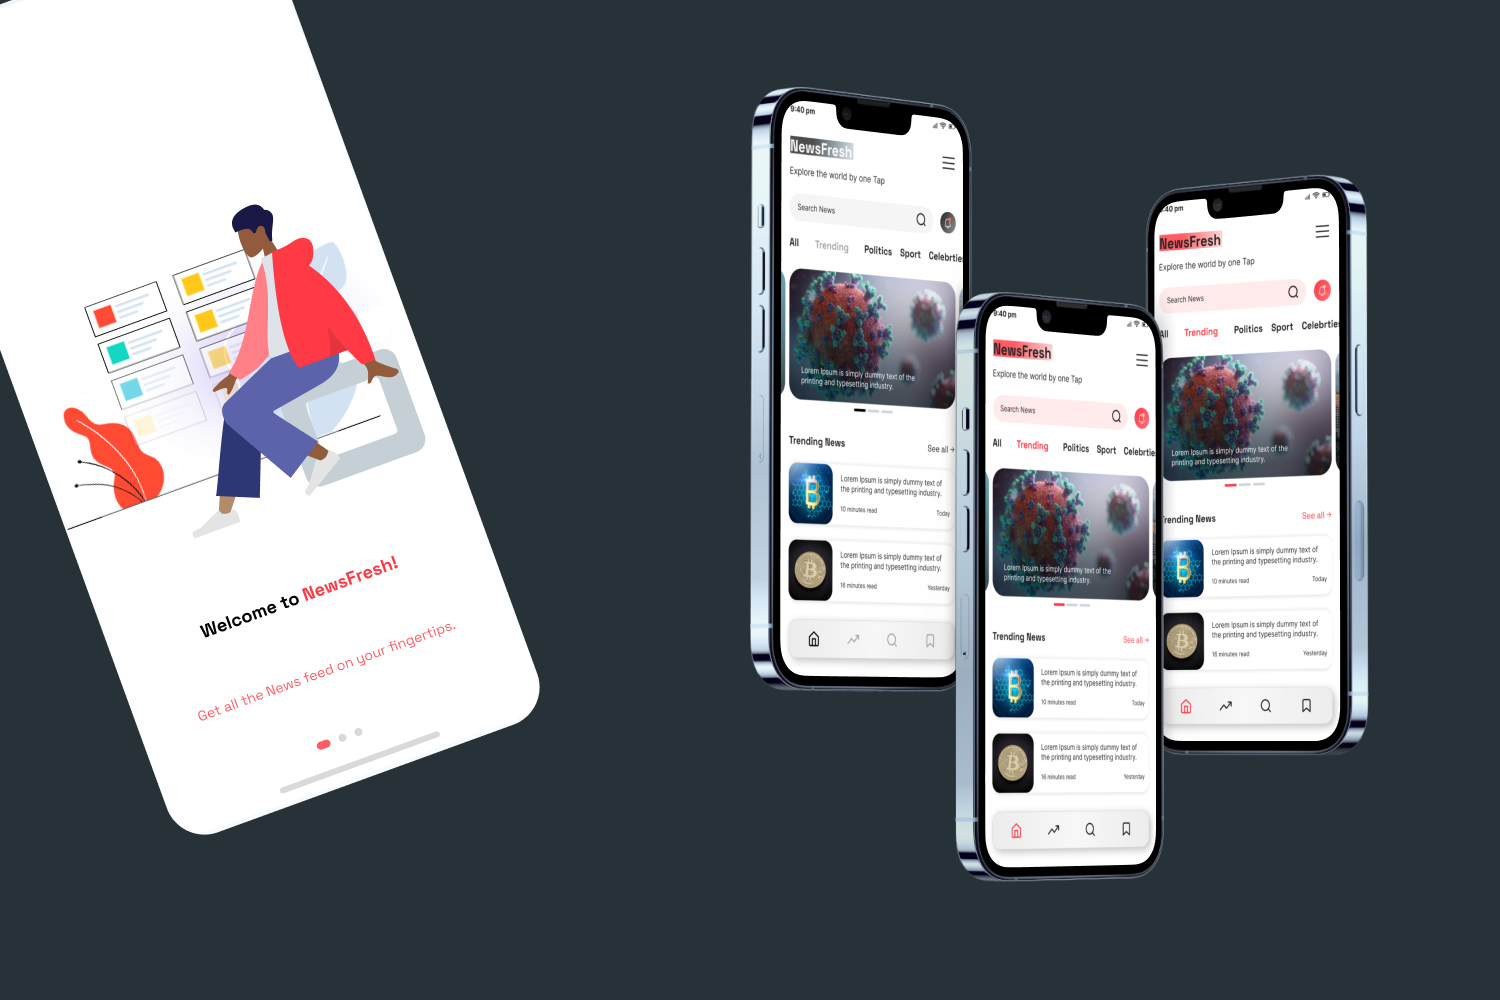 Welcome to NewsFresh!
Get all the News feed on your fingertips.
9:40 pm
NewsFresh
Explore the world by one Tap
Search News
All Trending Politics Sport Celebrties
Lorem Ipsum is simply dummy text of the
printing and typesetting industry.
Trending News See all →
Lorem Ipsum is simply dummy text of
the printing and typesetting industry.
10 minutes read Today
Lorem Ipsum is simply dummy text of
the printing and typesetting industry.
16 minutes read Yesterday
9:40 pm
NewsFresh
Explore the world by one Tap
Search News
All Trending Politics Sport Celebrties
Lorem Ipsum is simply dummy text of the
printing and typesetting industry.
Trending News See all →
Lorem Ipsum is simply dummy text of
the printing and typesetting industry.
10 minutes read Today
Lorem Ipsum is simply dummy text of
the printing and typesetting industry.
16 minutes read Yesterday
:40 pm
NewsFresh
Explore the world by one Tap
Search News
All Trending Politics Sport Celebrties
Lorem Ipsum is simply dummy text of the
printing and typesetting industry.
Trending News See all →
Lorem Ipsum is simply dummy text of
the printing and typesetting industry.
10 minutes read Today
Lorem Ipsum is simply dummy text of
the printing and typesetting industry.
16 minutes read Yesterday